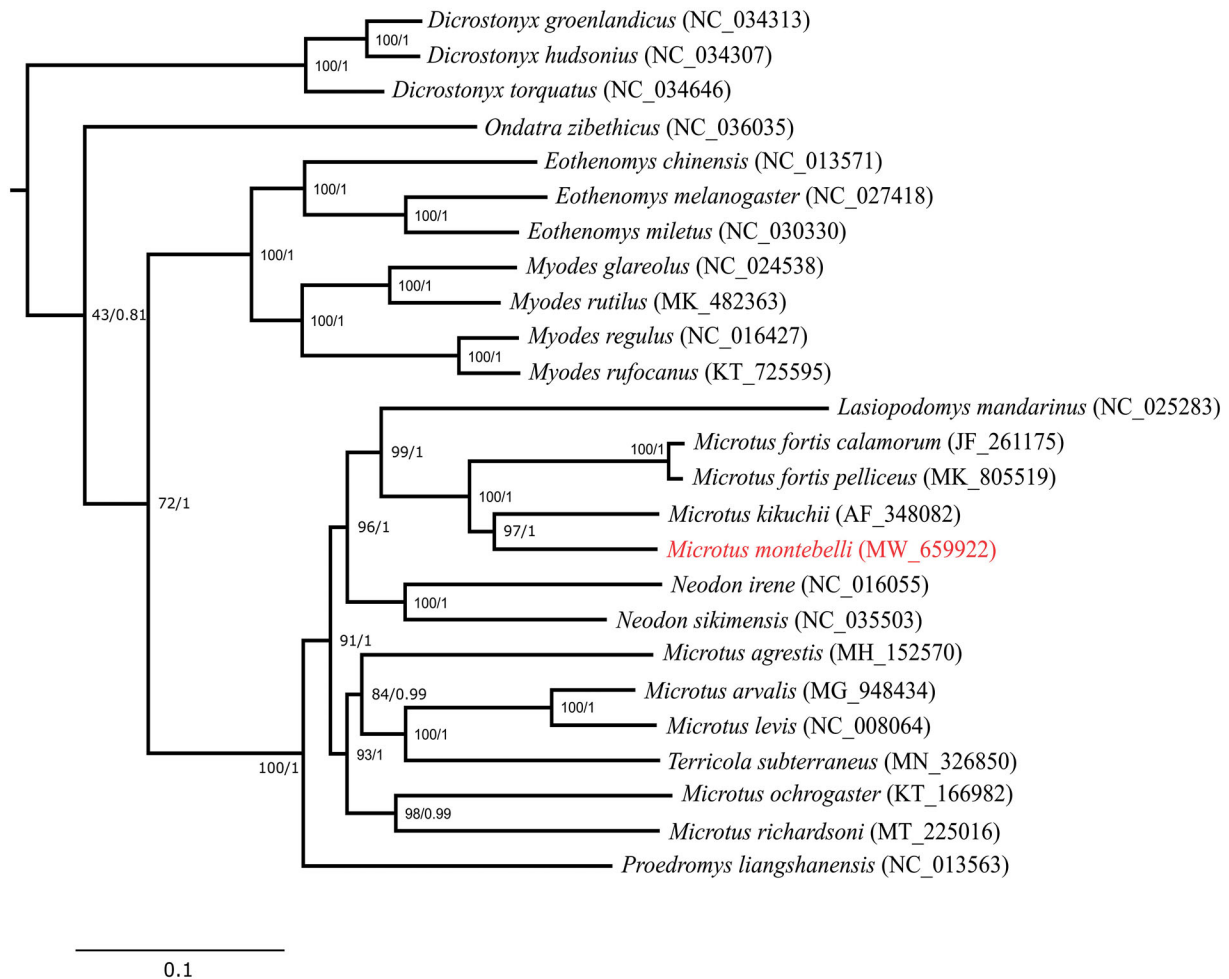 Dicrostonyx groenlandicus (NC_034313)
100/1
Dicrostonyx hudsonius (NC_034307)
100/1
Dicrostonyx torquatus (NC_034646)
Ondatra zibethicus (NC_036035)
Eothenomys chinensis (NC_013571)
100/1
Eothenomys melanogaster (NC_027418)
100/1
Eothenomys miletus (NC_030330)
100/1
Myodes glareolus (NC_024538)
100/1
Myodes rutilus (MK_482363)
43/0.81
100/1
Myodes regulus (NC_016427)
100/1
Myodes rufocanus (KT_725595)
Lasiopodomys mandarinus (NC_025283)
Microtus fortis calamorum (JF_261175)
100/1
99/1
Microtus fortis pelliceus (MK_805519)
100/1
72/1
Microtus kikuchii (AF_348082)
96/1
97/1
Microtus montebelli (MW_659922)
Neodon irene (NC_016055)
100/1
Neodon sikimensis (NC_035503)
91/1
Microtus agrestis (MH_152570)
84/0.99
Microtus arvalis (MG_948434)
100/1
Microtus levis (NC_008064)
100/1
93/1
Terricola subterraneus (MN_326850)
100/1
Microtus ochrogaster (KT_166982)
98/0.99
Microtus richardsoni (MT_225016)
Proedromys liangshanensis (NC_013563)
0.1